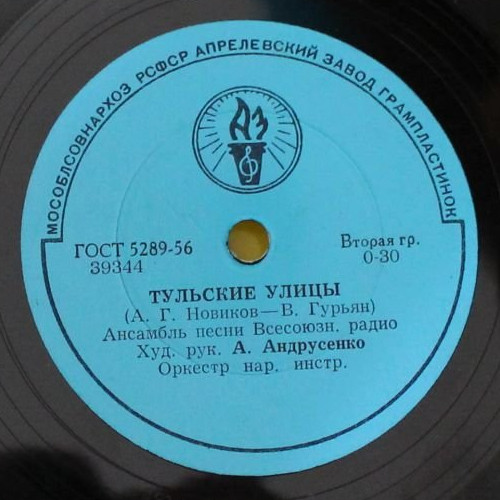 МОСОБЛСОВНАРХОЗ РСФСР АПРЕЛЕВСКИЙ ЗАВОД ГРАМПЛАСТИНОК
АЗ
ГОСТ 5289-56
39344
Вторая гр.
0-30
ТУЛЬСКИЕ УЛИЦЫ
(А. Г. Новиков—В. Гурьян)
Ансамбль песни Всесоюзн. радио
Худ. рук. А. Андрусенко
Оркестр нар. инстр.